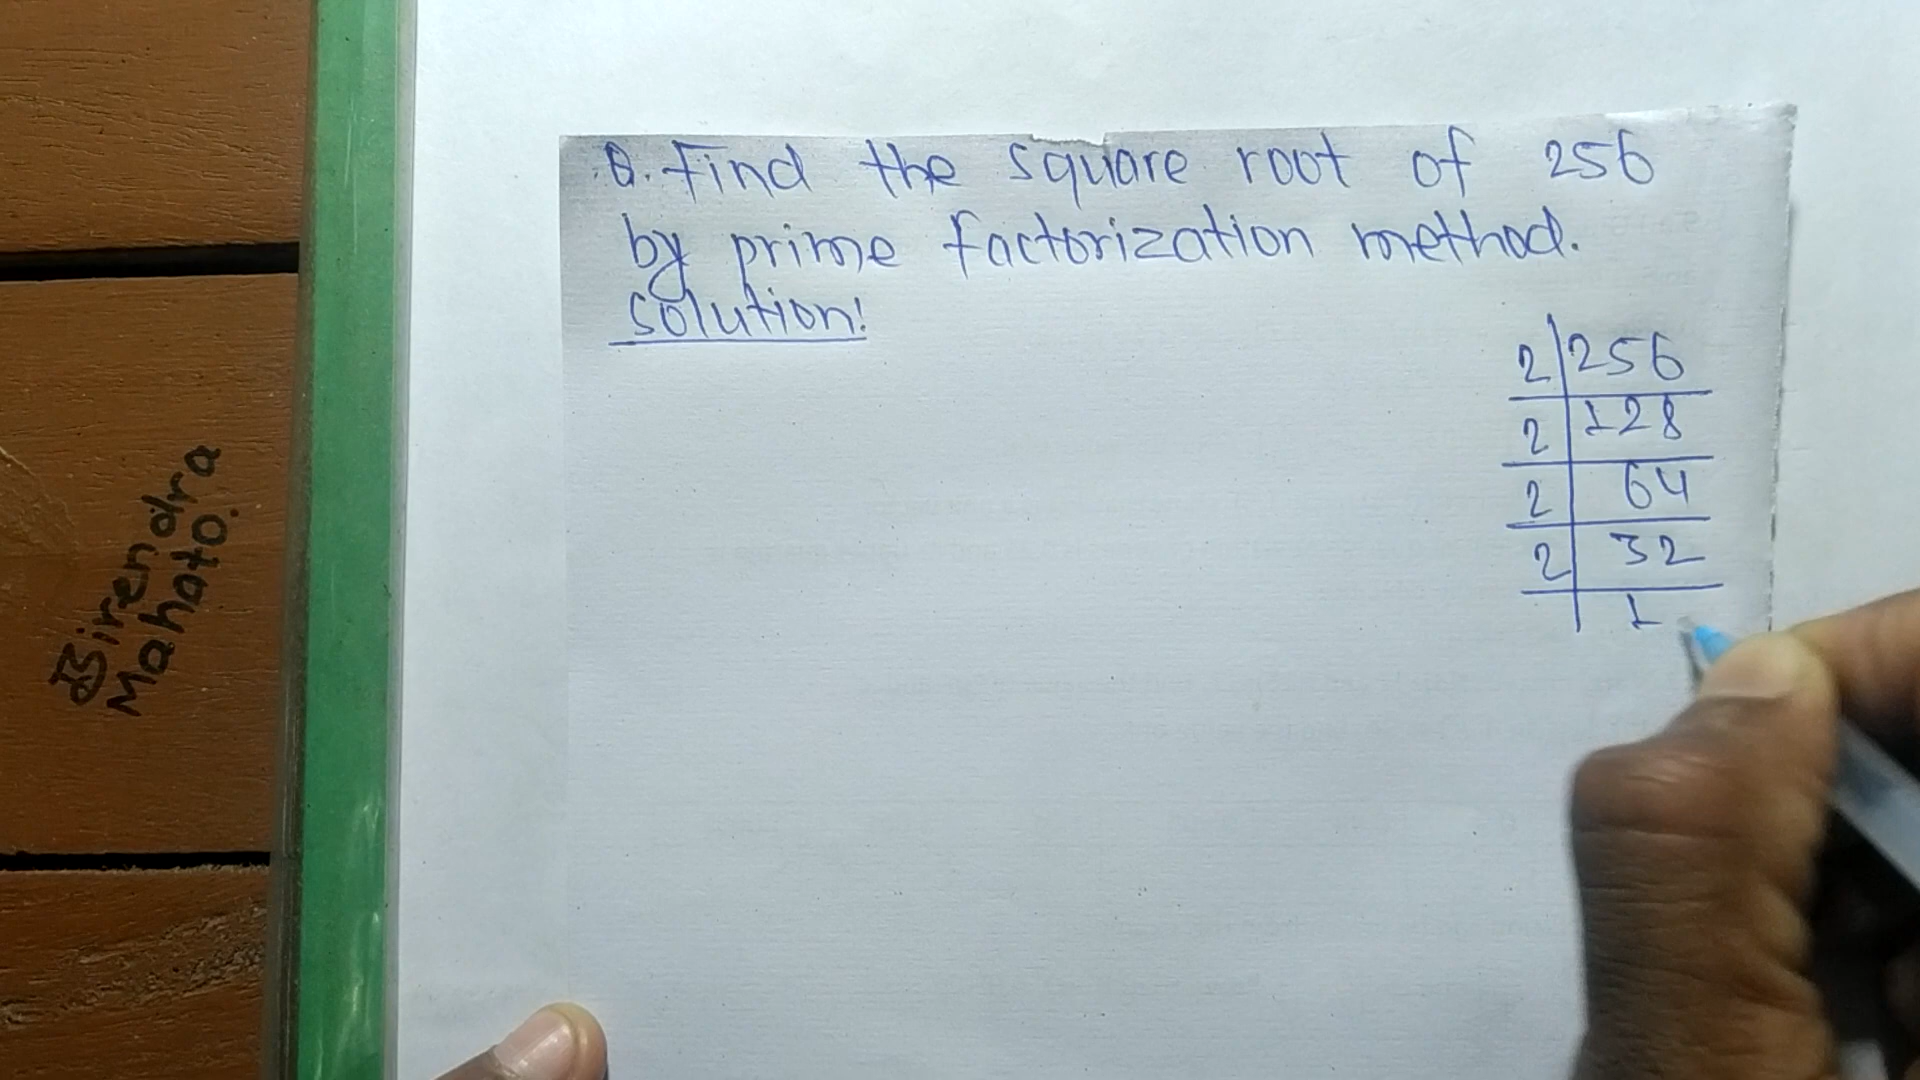 Q. Find the square root of 256
by prime factorization method.
Solution!
2 256
2 128
2 64
2 32
1
Birendra
Mahato.